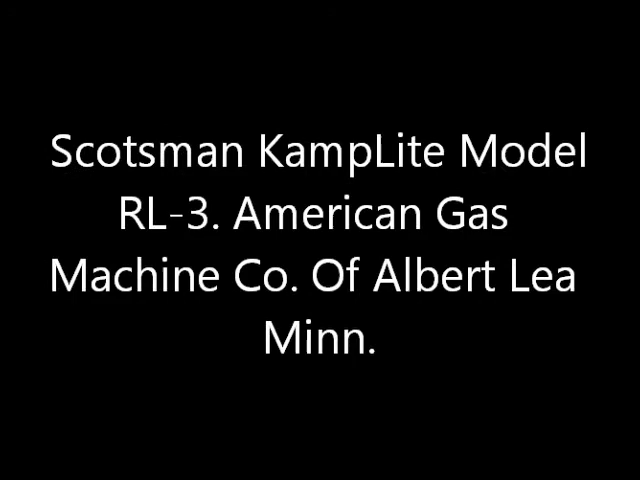 Scotsman KampLite Model
RL-3. American Gas
Machine Co. Of Albert Lea
Minn.